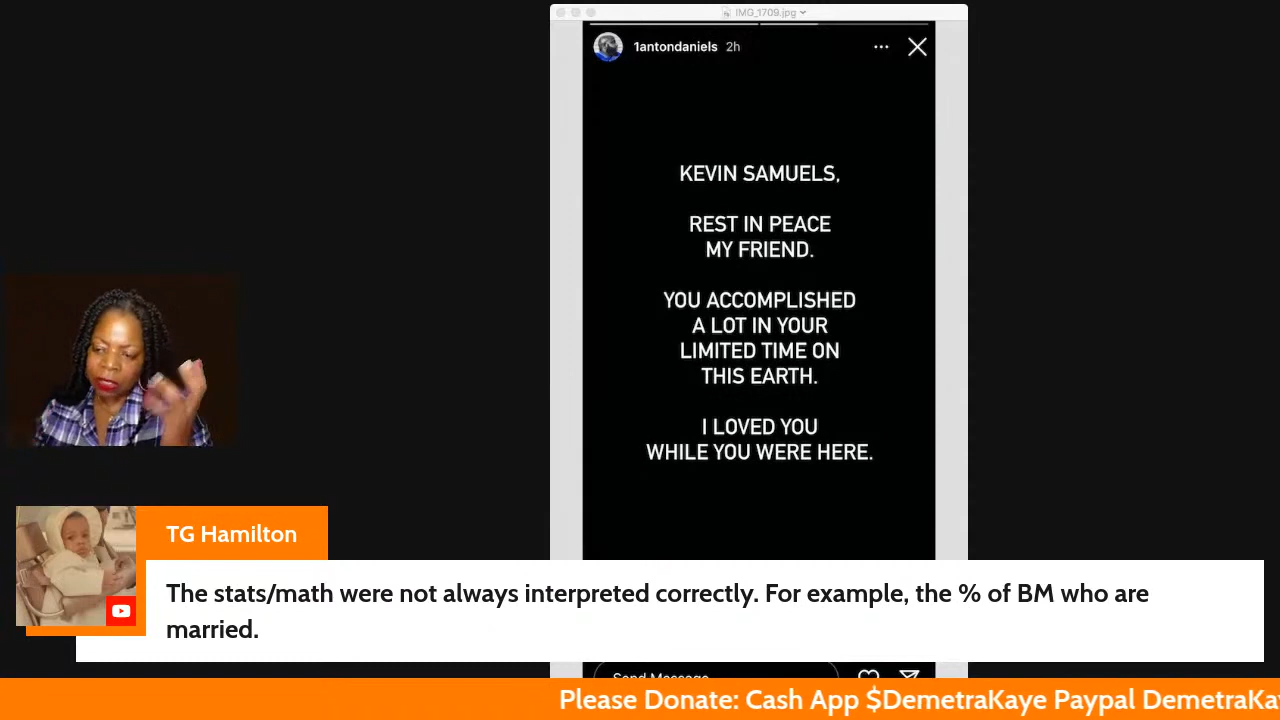 IMG_1709.jpg
1antondaniels 2h
KEVIN SAMUELS,
REST IN PEACE
MY FRIEND.
YOU ACCOMPLISHED
A LOT IN YOUR
LIMITED TIME ON
THIS EARTH.
I LOVED YOU
WHILE YOU WERE HERE.
TG Hamilton
The stats/math were not always interpreted correctly. For example, the % of BM who are
married.
Send Message
Please Donate: Cash App $DemetraKaye Paypal DemetraKa